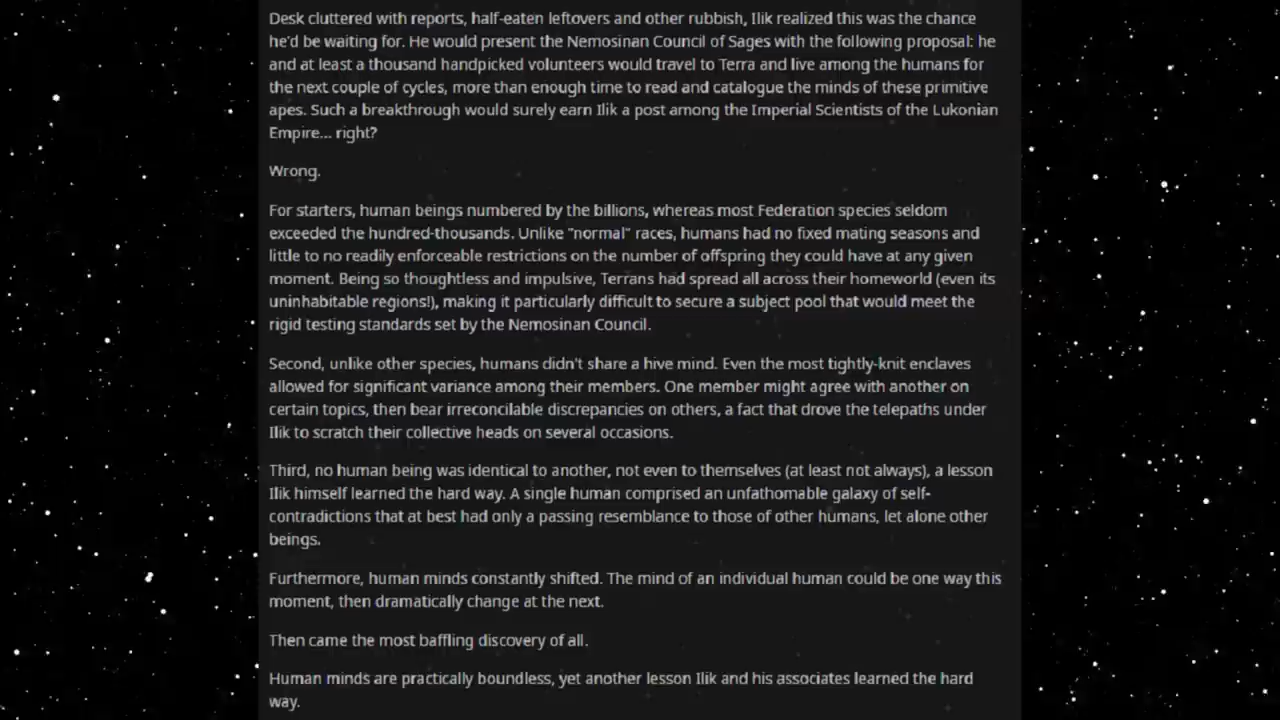 Desk cluttered with reports, half-eaten leftovers and other rubbish, Ilik realized this was the chance
he'd be waiting for. He would present the Nemosinan Council of Sages with the following proposal: he
and at least a thousand handpicked volunteers would travel to Terra and live among the humans for
the next couple of cycles, more than enough time to read and catalogue the minds of these primitive
apes. Such a breakthrough would surely earn Ilik a post among the Imperial Scientists of the Lukonian
Empire... right?
Wrong.
For starters, human beings numbered by the billions, whereas most Federation species seldom
exceeded the hundred-thousands. Unlike "normal" races, humans had no fixed mating seasons and
little to no readily enforceable restrictions on the number of offspring they could have at any given
moment. Being so thoughtless and impulsive, Terrans had spread all across their homeworld (even its
uninhabitable regions!), making it particularly difficult to secure a subject pool that would meet the
rigid testing standards set by the Nemosinan Council.
Second, unlike other species, humans didn't share a hive mind. Even the most tightly-knit enclaves
allowed for significant variance among their members. One member might agree with another on
certain topics, then bear irreconcilable discrepancies on others, a fact that drove the telepaths under
Ilik to scratch their collective heads on several occasions.
Third, no human being was identical to another, not even to themselves (at least not always), a lesson
Ilik himself learned the hard way. A single human comprised an unfathomable galaxy of self-
contradictions that at best had only a passing resemblance to those of other humans, let alone other
beings.
Furthermore, human minds constantly shifted. The mind of an individual human could be one way this
moment, then dramatically change at the next.
Then came the most baffling discovery of all.
Human minds are practically boundless, yet another lesson Ilik and his associates learned the hard
way.